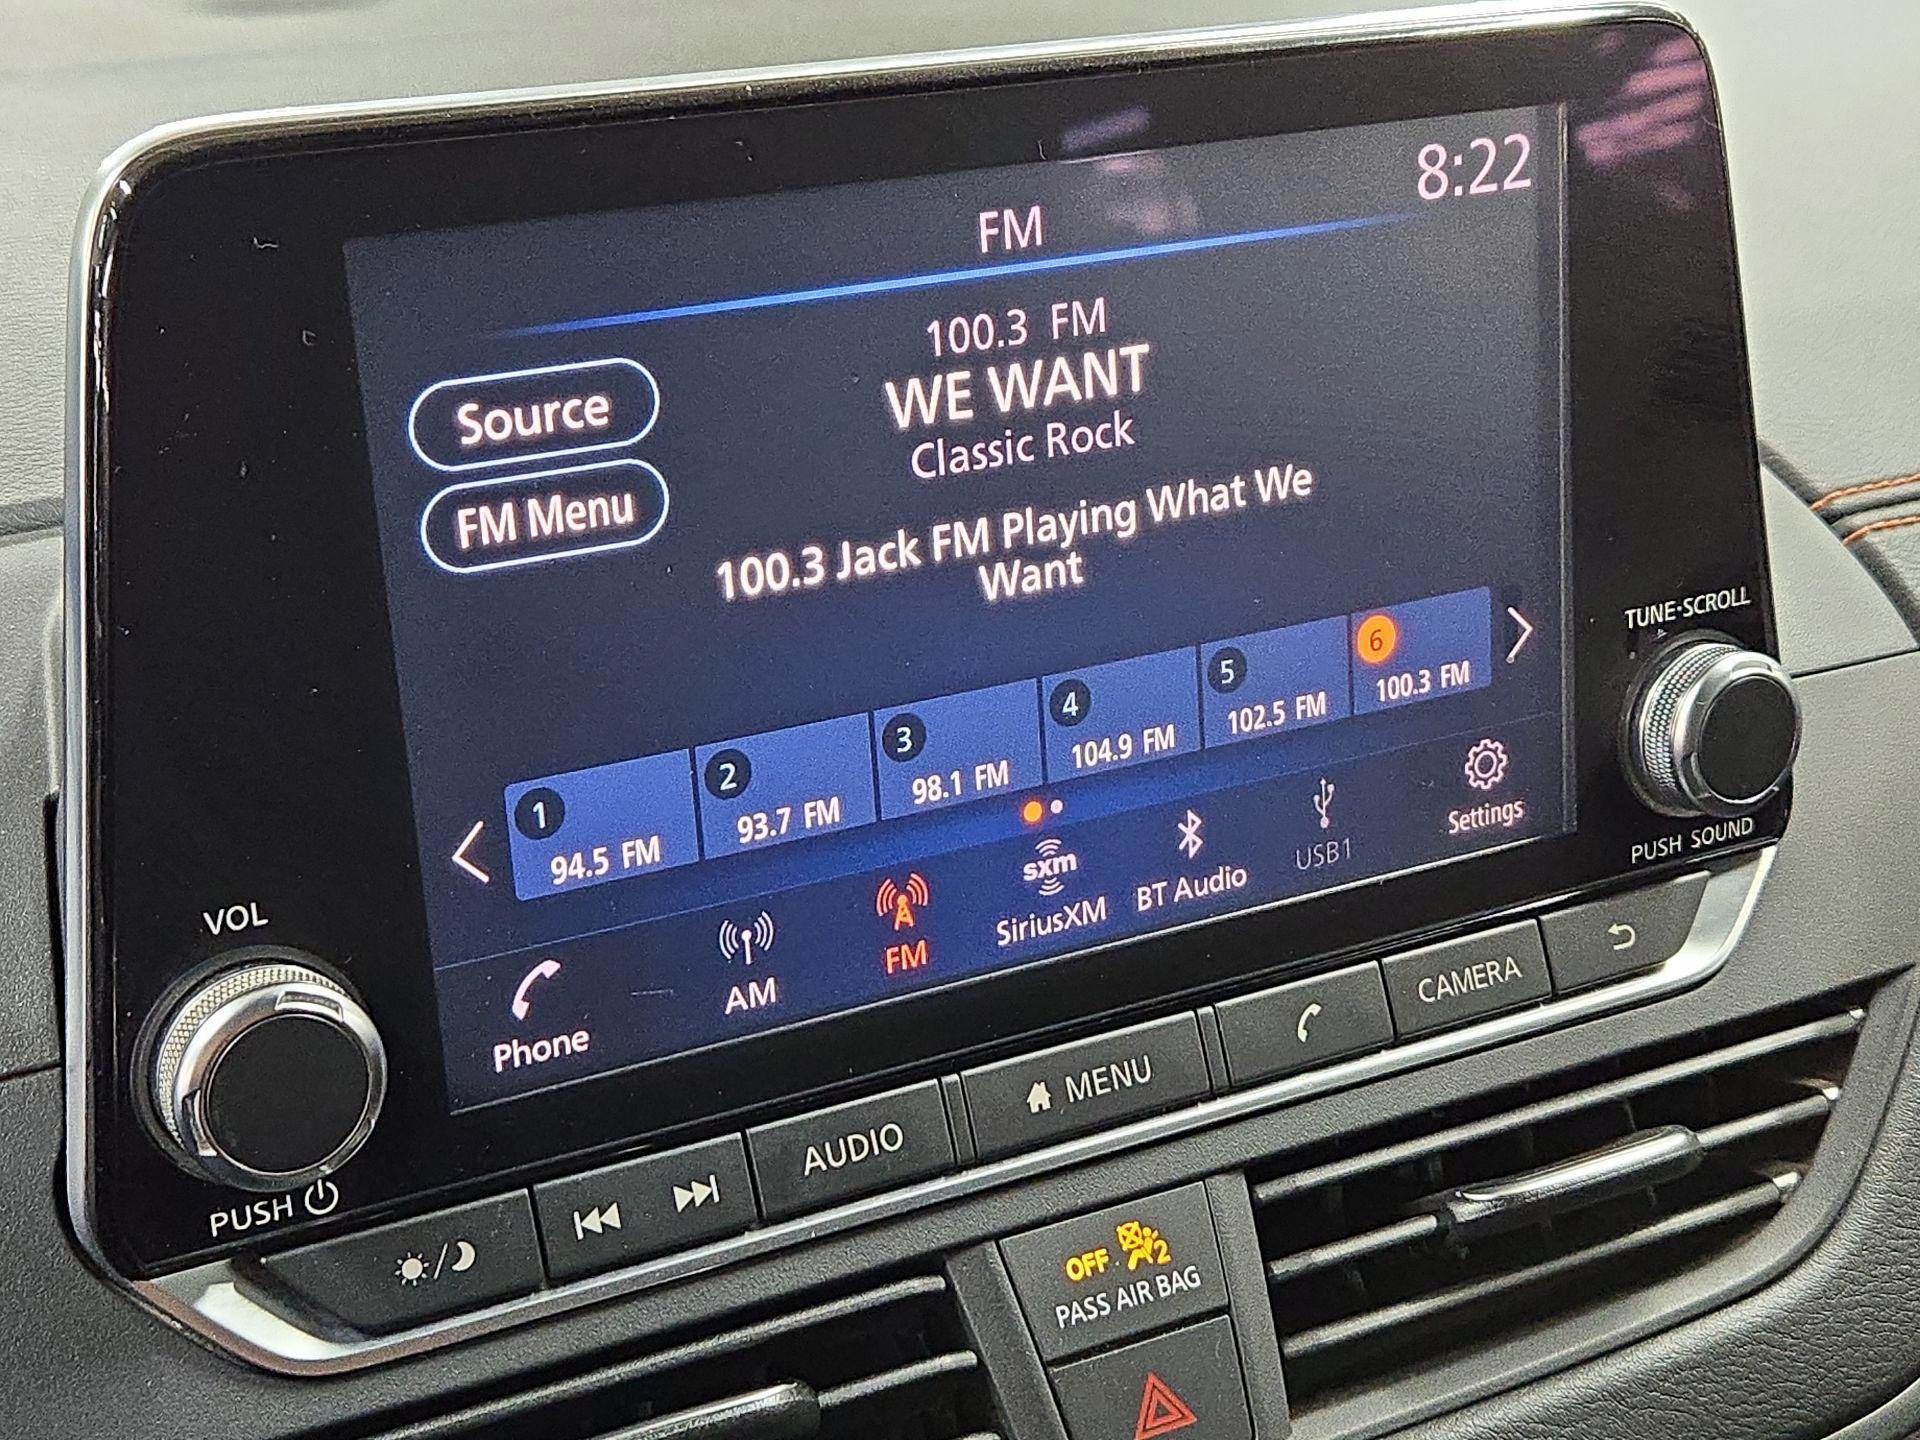 8:22
FM
100.3 FM
WE WANT
Classic Rock
Source
FM Menu
100.3 Jack FM Playing What We
Want
1
94.5 FM
2
93.7 FM
3
98.1 FM
4
104.9 FM
5
102.5 FM
6
100.3 FM
Phone
AM
FM
sxm
SiriusXM
BT Audio
USB1
Settings
VOL
PUSH
TUNE·SCROLL
PUSH SOUND
AUDIO
MENU
CAMERA
OFF 2
PASS AIR BAG